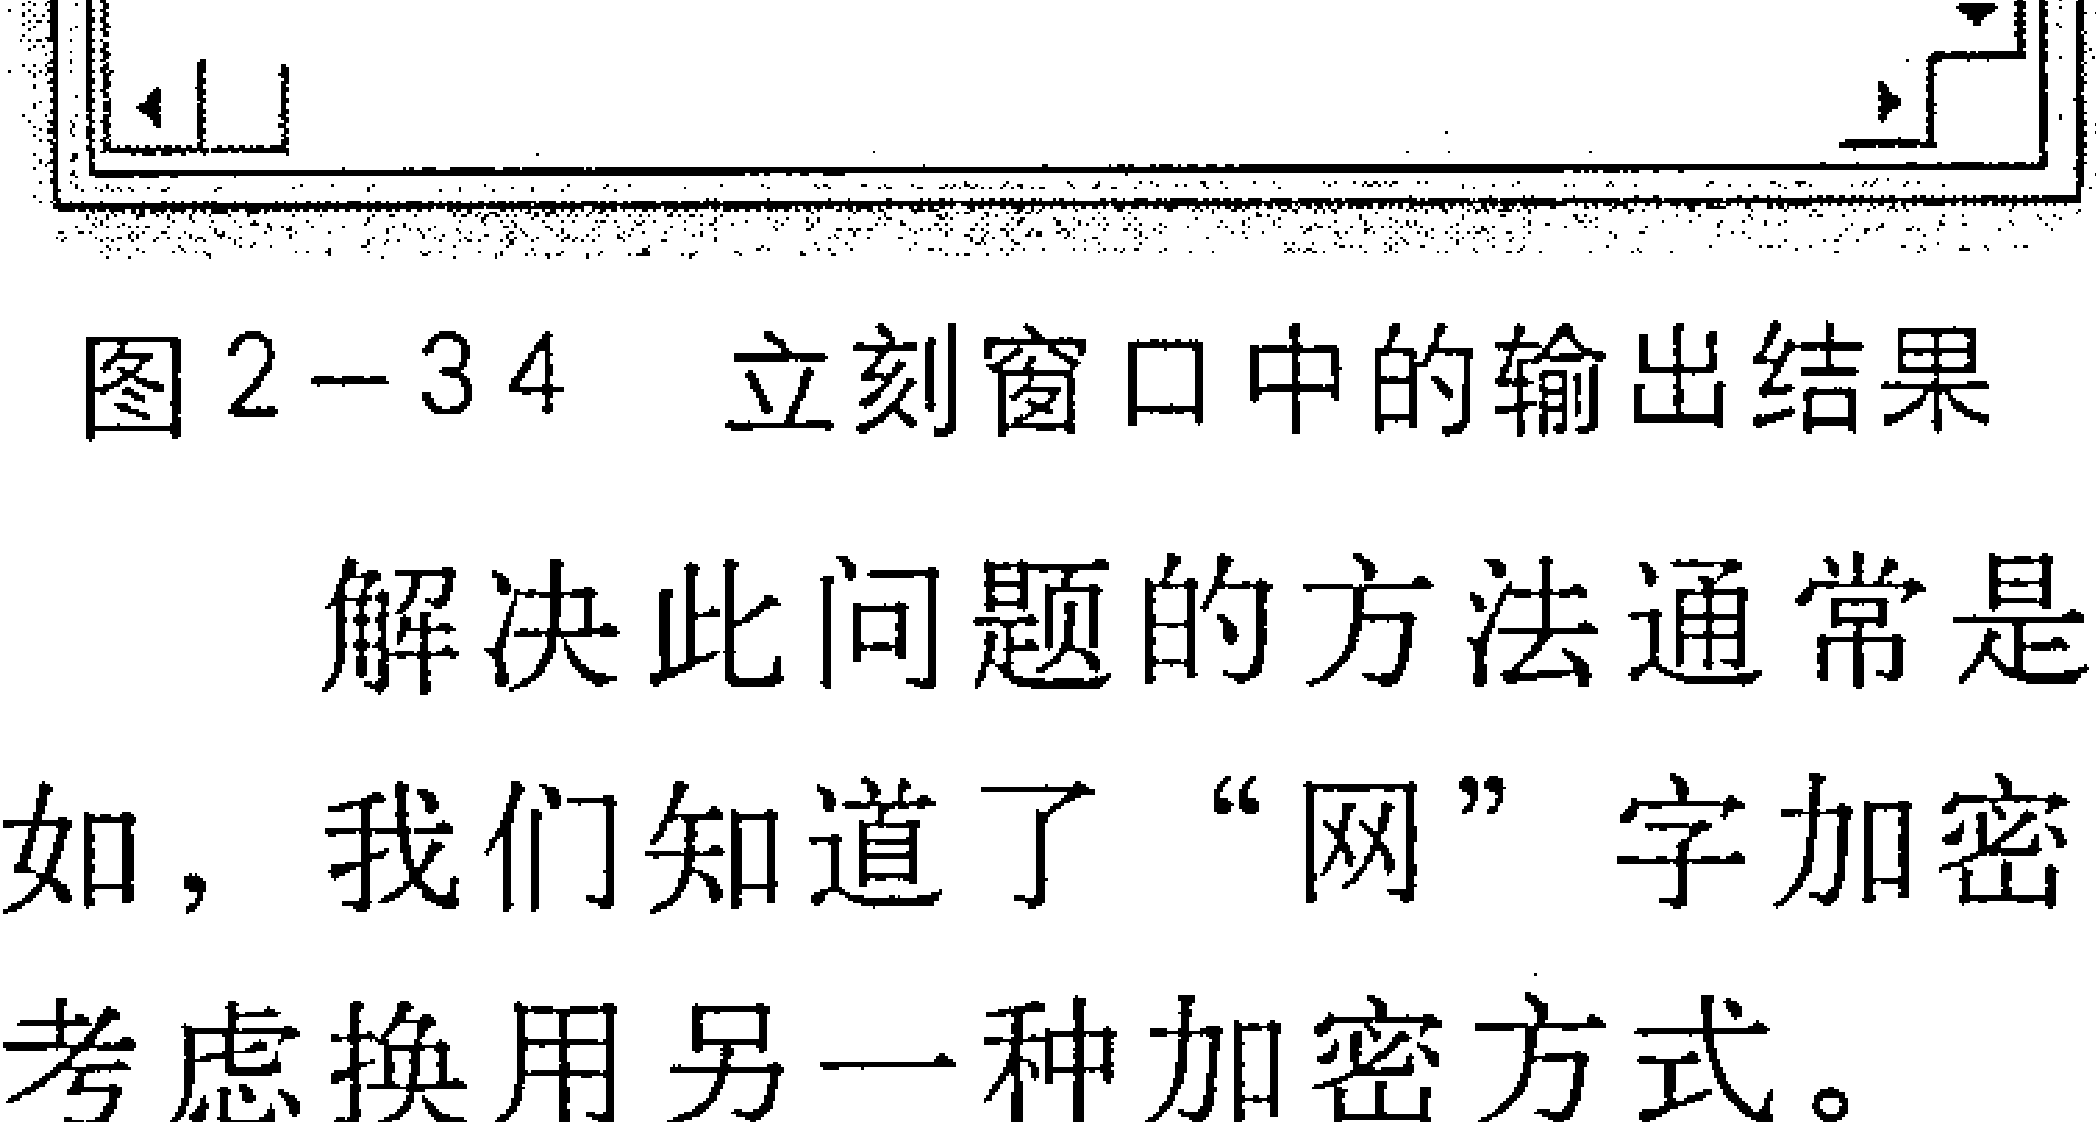 图2-34 立刻窗口中的输出结果
解决此问题的方法通常是
如，我们知道了“网”字加密
考虑换用另一种加密方式。